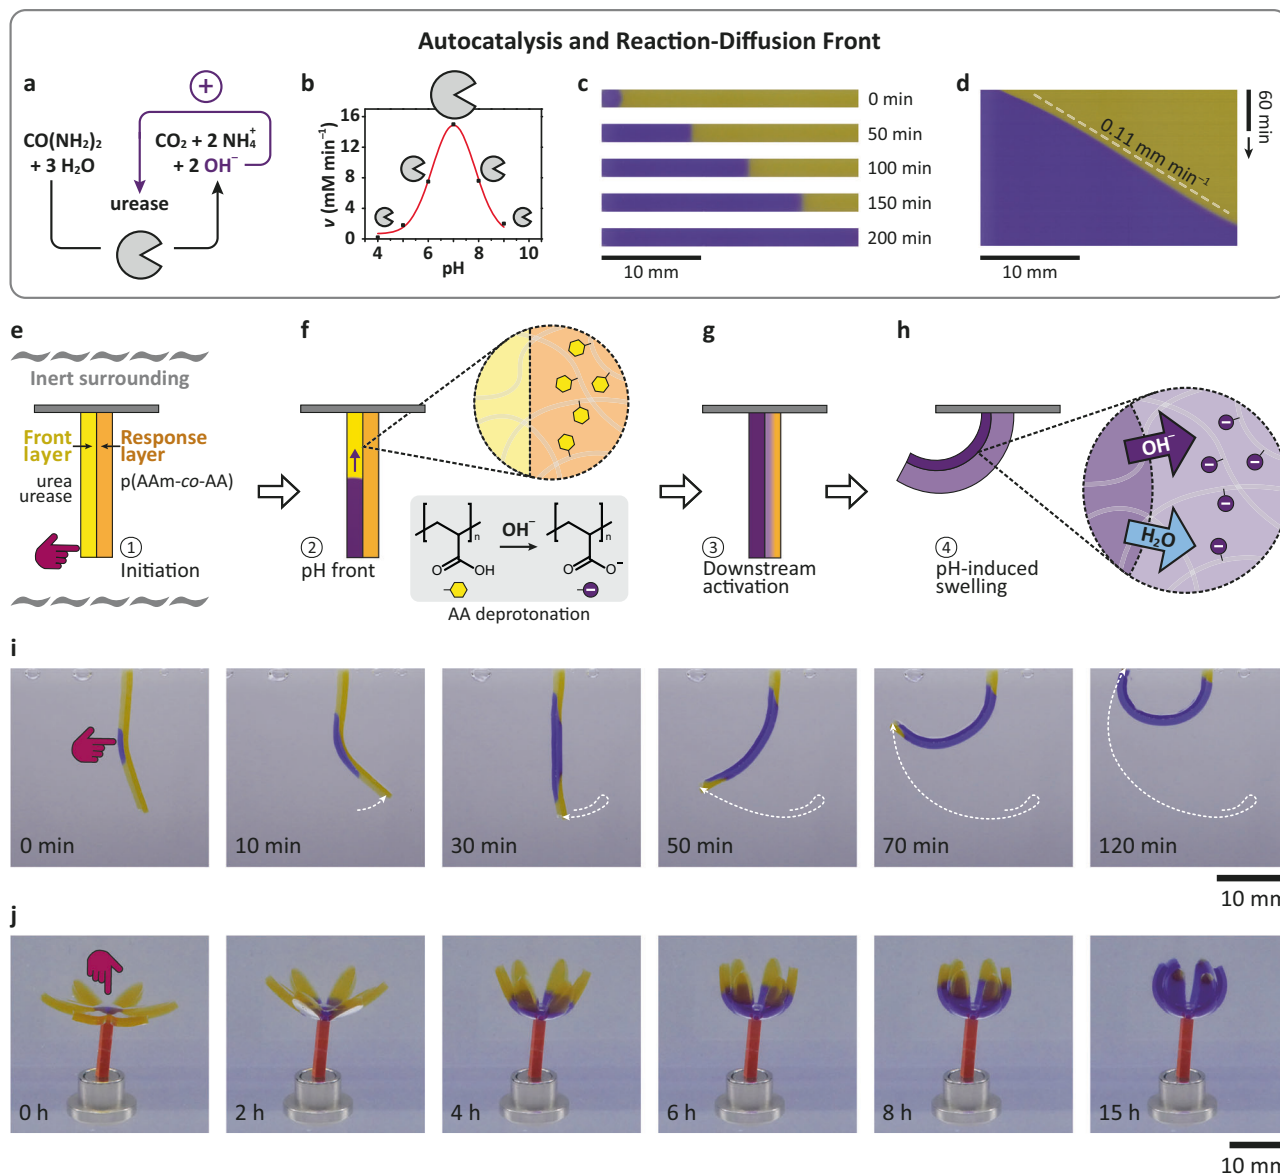 Autocatalysis and Reaction-Diffusion Front
a
CO(NH₂)₂
+ 3 H₂O
+
CO₂ + 2 NH₄⁺
+ 2 OH⁻
urease
b
v (mM min⁻¹)
16
12
8
4
0
4
6
8
10
pH
c
0 min
50 min
100 min
150 min
200 min
10 mm
d
0.11 mm min⁻¹
60 min
10 mm
e
Inert surrounding
Front
layer
Response
layer
urea
urease
p(AAm-co-AA)
1
Initiation
f
2
pH front
OH⁻
n
n
O
OH
O
O⁻
AA deprotonation
g
3
Downstream
activation
h
4
pH-induced
swelling
OH⁻
H₂O
i
0 min
10 min
30 min
50 min
70 min
120 min
10 mm
j
0 h
2 h
4 h
6 h
8 h
15 h
10 mm